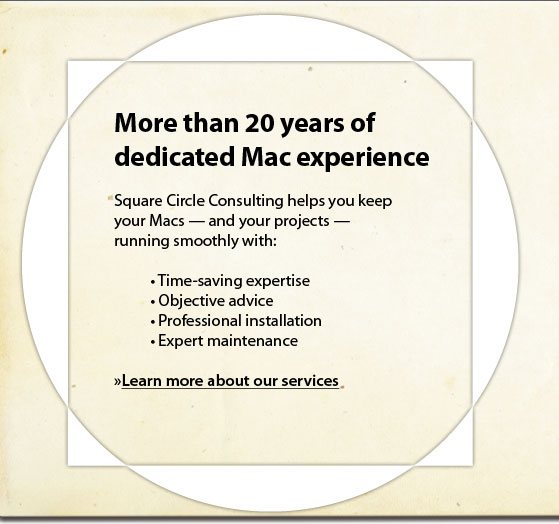 More than 20 years of
dedicated Mac experience
Square Circle Consulting helps you keep
your Macs — and your projects —
running smoothly with:
• Time-saving expertise
• Objective advice
• Professional installation
• Expert maintenance
»Learn more about our services